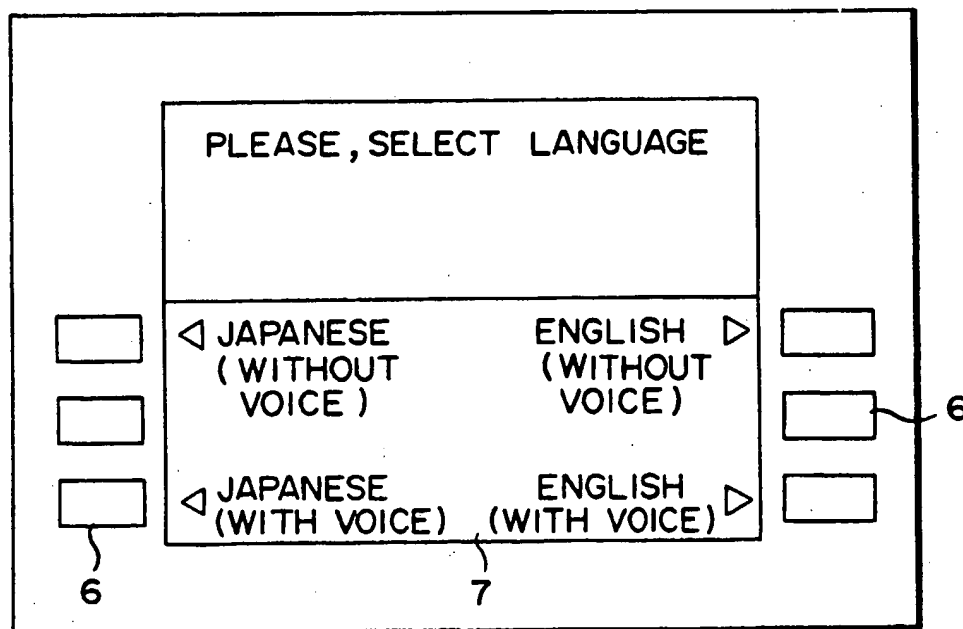 PLEASE, SELECT LANGUAGE
◁ JAPANESE
(WITHOUT
VOICE)
ENGLISH ▷
(WITHOUT
VOICE)
6
◁ JAPANESE
(WITH VOICE)
ENGLISH ▷
(WITH VOICE)
6
7